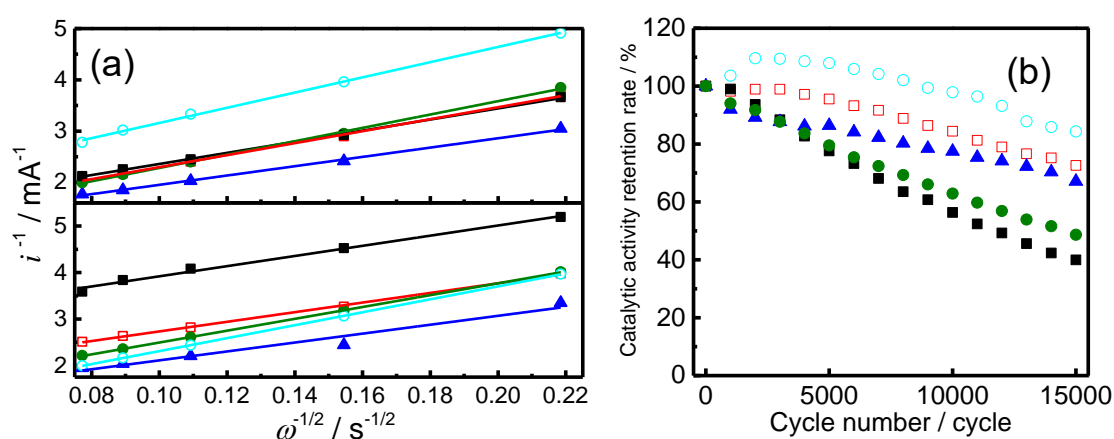 (a)
5
4
3
2
5
4
3
2
i⁻¹ / mA⁻¹
0.08 0.10 0.12 0.14 0.16 0.18 0.20 0.22
ω⁻¹/² / s⁻¹/²
(b)
120
100
80
60
40
20
0
Catalytic activity retention rate / %
0 5000 10000 15000
Cycle number / cycle